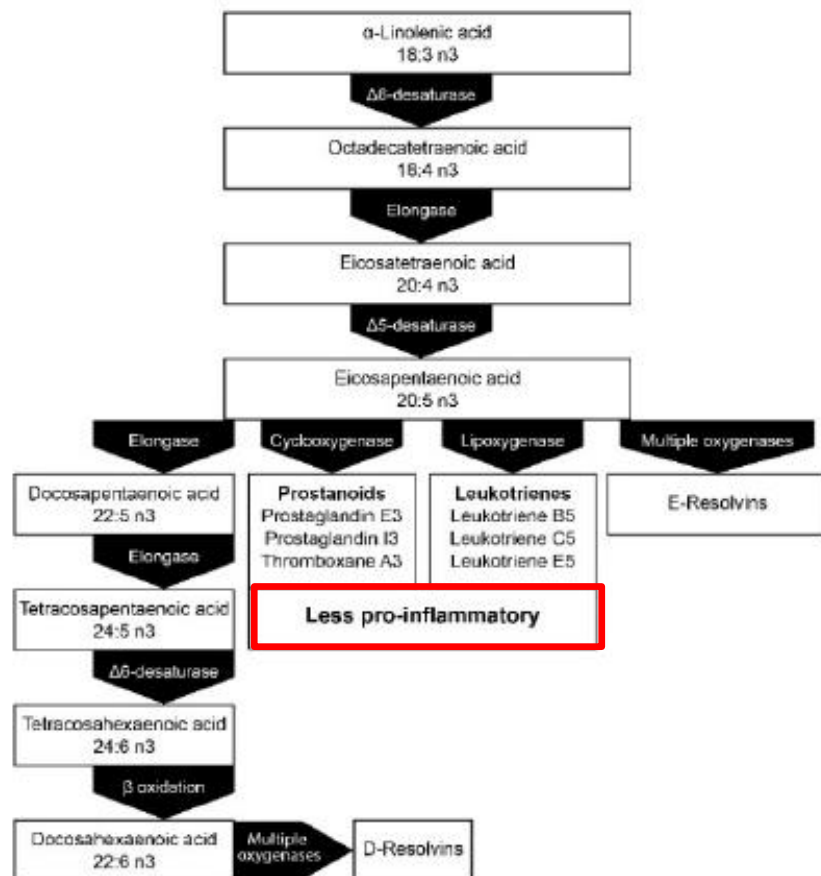 α-Linolenic acid
18:3 n3
Δ6-desaturase
Octadecatetraenoic acid
18:4 n3
Elongase
Eicosatetraenoic acid
20:4 n3
Δ5-desaturase
Eicosapentaenoic acid
20:5 n3
Elongase
Cyclooxygenase
Lipoxygenase
Multiple oxygenases
Docosapentaenoic acid
22:5 n3
Prostanoids
Prostaglandin E3
Prostaglandin I3
Thromboxane A3
Leukotrienes
Leukotriene B5
Leukotriene C5
Leukotriene E5
E-Resolvins
Less pro-inflammatory
Elongase
Tetracosapentaenoic acid
24:5 n3
Δ6-desaturase
Tetracosahexaenoic acid
24:6 n3
β oxidation
Docosahexaenoic acid
22:6 n3
Multiple
oxygenases
D-Resolvins